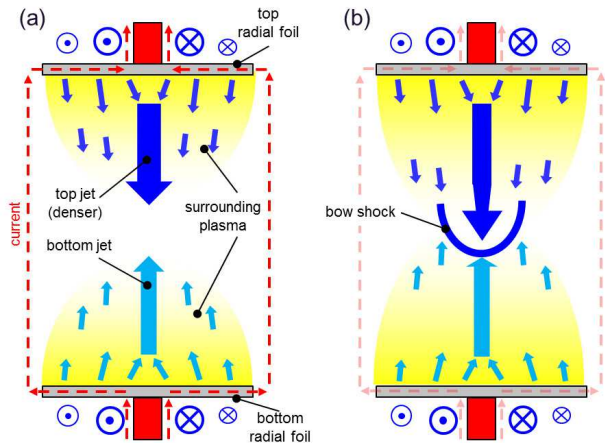 (a)
top
radial foil
(b)
top jet
(denser)
surrounding
plasma
bow shock
current
bottom jet
bottom
radial foil